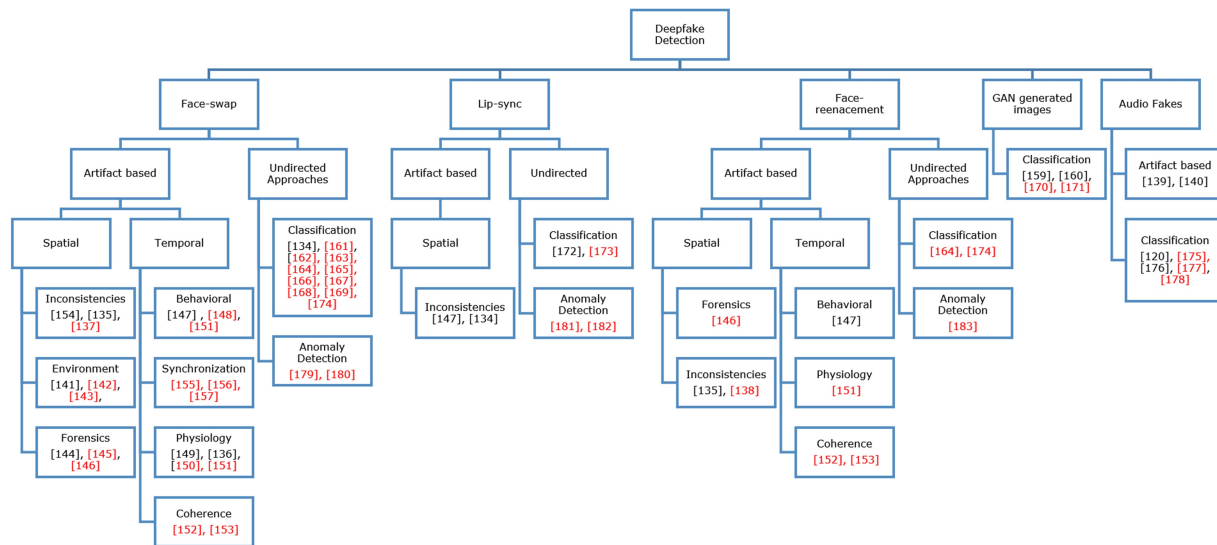 Deepfake
Detection
Face-swap
Lip-sync
Face-
reenacement
GAN generated
images
Audio Fakes
Artifact based
Undirected
Approaches
Artifact based
Undirected
Artifact based
Undirected
Approaches
Classification
[159], [160],
[170], [171]
Artifact based
[139], [140]
Spatial
Temporal
Classification
[134], [161],
[162], [163],
[164], [165],
[166], [167],
[168], [169],
[174]
Spatial
Classification
[172], [173]
Spatial
Temporal
Classification
[164], [174]
Classification
[120], [175],
[176], [177],
[178]
Inconsistencies
[154], [135],
[137]
Behavioral
[147] , [148],
[151]
Inconsistencies
[147], [134]
Anomaly
Detection
[181], [182]
Forensics
[146]
Behavioral
[147]
Anomaly
Detection
[183]
Environment
[141], [142],
[143],
Synchronization
[155], [156],
[157]
Anomaly
Detection
[179], [180]
Inconsistencies
[135], [138]
Physiology
[151]
Forensics
[144], [145],
[146]
Physiology
[149], [136],
[150], [151]
Coherence
[152], [153]
Coherence
[152], [153]